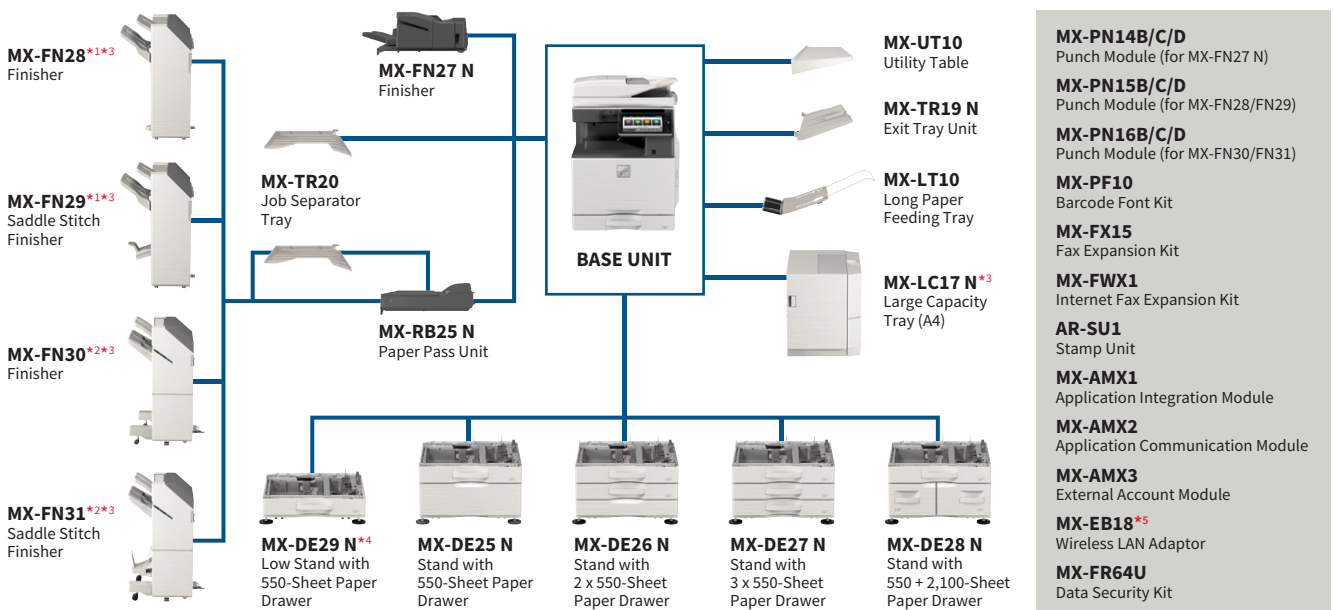 MX-FN28*1*3
Finisher
MX-FN29*1*3
Saddle Stitch
Finisher
MX-FN30*2*3
Finisher
MX-FN31*2*3
Saddle Stitch
Finisher
MX-FN27 N
Finisher
MX-TR20
Job Separator
Tray
MX-RB25 N
Paper Pass Unit
BASE UNIT
MX-UT10
Utility Table
MX-TR19 N
Exit Tray Unit
MX-LT10
Long Paper
Feeding Tray
MX-LC17 N*3
Large Capacity
Tray (A4)
MX-DE29 N*4
Low Stand with
550-Sheet Paper
Drawer
MX-DE25 N
Stand with
550-Sheet Paper
Drawer
MX-DE26 N
Stand with
2 x 550-Sheet
Paper Drawer
MX-DE27 N
Stand with
3 x 550-Sheet
Paper Drawer
MX-DE28 N
Stand with
550 + 2,100-Sheet
Paper Drawer
MX-PN14B/C/D
Punch Module (for MX-FN27 N)
MX-PN15B/C/D
Punch Module (for MX-FN28/FN29)
MX-PN16B/C/D
Punch Module (for MX-FN30/FN31)
MX-PF10
Barcode Font Kit
MX-FX15
Fax Expansion Kit
MX-FWX1
Internet Fax Expansion Kit
AR-SU1
Stamp Unit
MX-AMX1
Application Integration Module
MX-AMX2
Application Communication Module
MX-AMX3
External Account Module
MX-EB18*5
Wireless LAN Adaptor
MX-FR64U
Data Security Kit